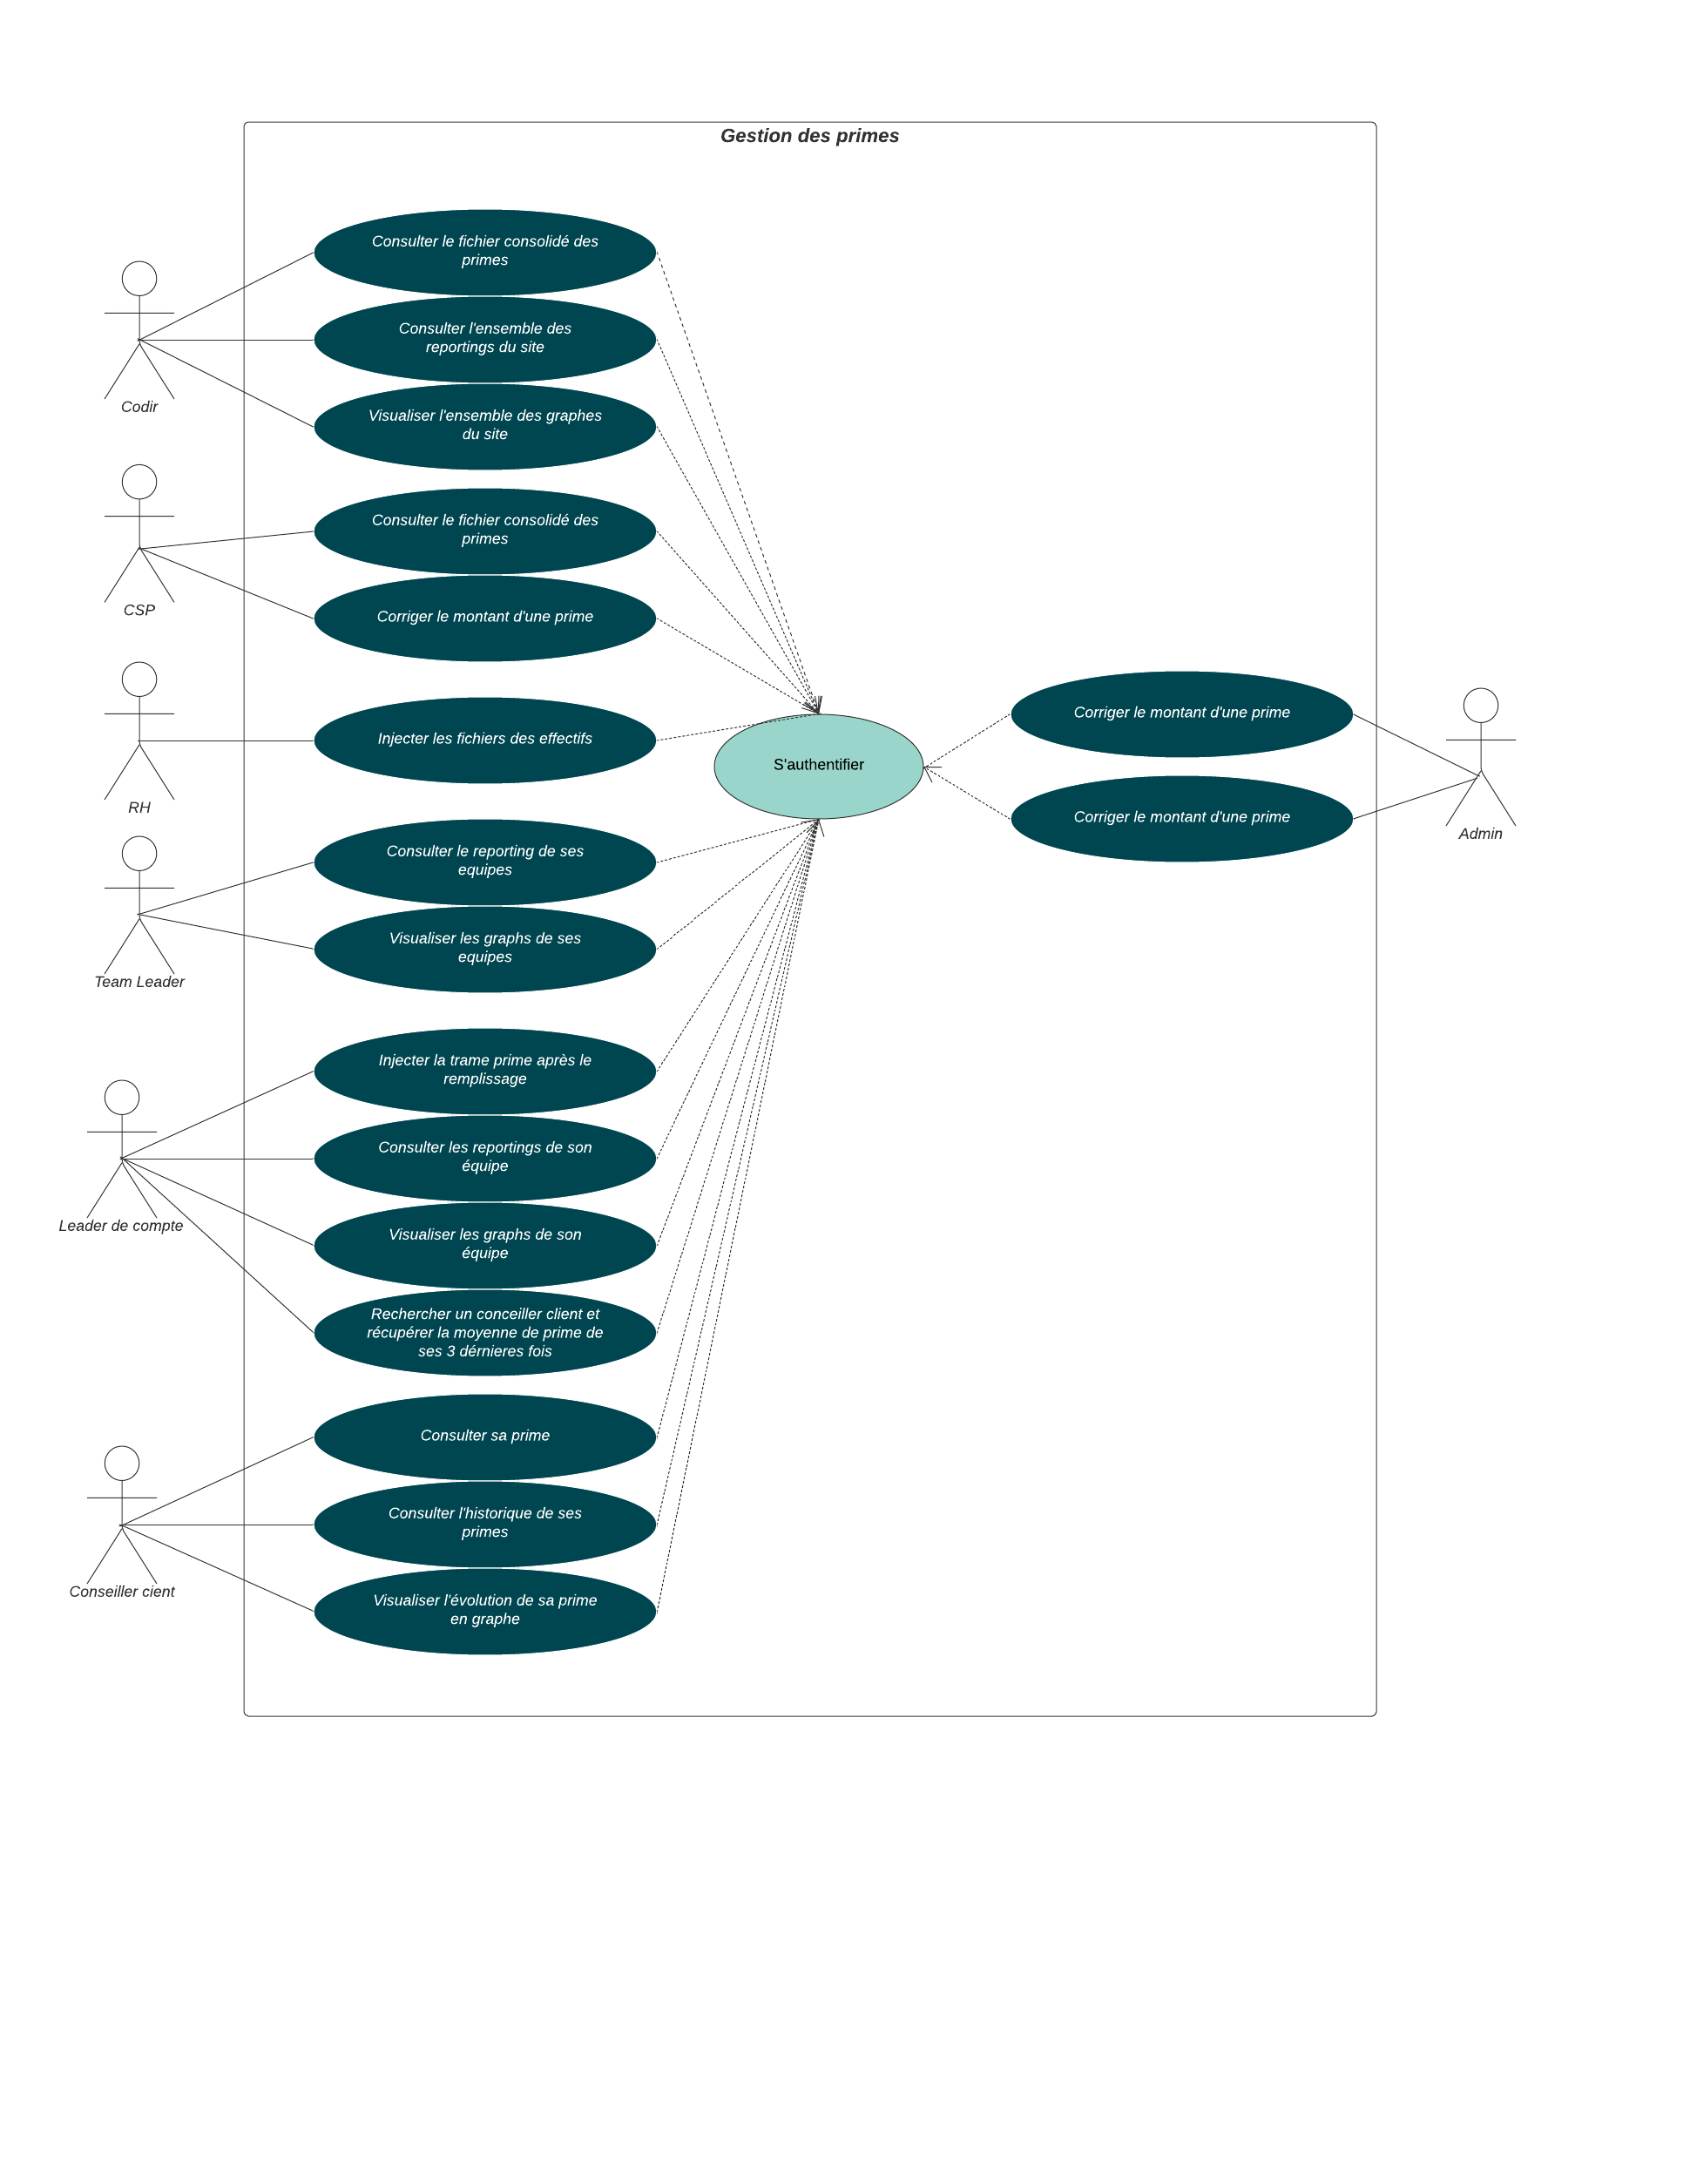 Gestion des primes
Consulter le fichier consolidé des
primes
Consulter l'ensemble des
reportings du site
Visualiser l'ensemble des graphes
du site
Codir
Consulter le fichier consolidé des
primes
Corriger le montant d'une prime
CSP
Injecter les fichiers des effectifs
RH
S'authentifier
Corriger le montant d'une prime
Corriger le montant d'une prime
Admin
Consulter le reporting de ses
equipes
Visualiser les graphs de ses
equipes
Team Leader
Injecter la trame prime après le
remplissage
Consulter les reportings de son
équipe
Visualiser les graphs de son
équipe
Rechercher un conceiller client et
récupérer la moyenne de prime de
ses 3 dérnieres fois
Leader de compte
Consulter sa prime
Consulter l'historique de ses
primes
Visualiser l'évolution de sa prime
en graphe
Conseiller cient